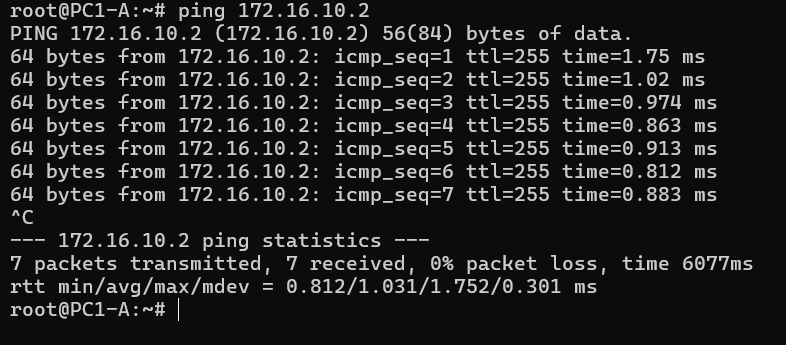 root@PC1-A:~# ping 172.16.10.2
PING 172.16.10.2 (172.16.10.2) 56(84) bytes of data.
64 bytes from 172.16.10.2: icmp_seq=1 ttl=255 time=1.75 ms
64 bytes from 172.16.10.2: icmp_seq=2 ttl=255 time=1.02 ms
64 bytes from 172.16.10.2: icmp_seq=3 ttl=255 time=0.974 ms
64 bytes from 172.16.10.2: icmp_seq=4 ttl=255 time=0.863 ms
64 bytes from 172.16.10.2: icmp_seq=5 ttl=255 time=0.913 ms
64 bytes from 172.16.10.2: icmp_seq=6 ttl=255 time=0.812 ms
64 bytes from 172.16.10.2: icmp_seq=7 ttl=255 time=0.883 ms
^C
--- 172.16.10.2 ping statistics ---
7 packets transmitted, 7 received, 0% packet loss, time 6077ms
rtt min/avg/max/mdev = 0.812/1.031/1.752/0.301 ms
root@PC1-A:~#